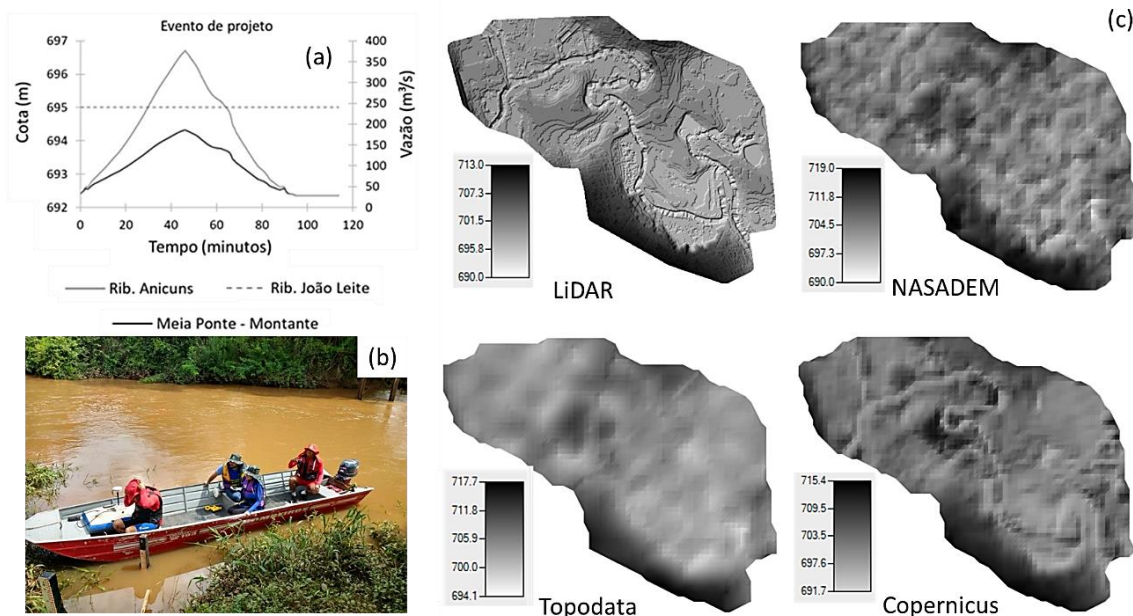 Evento de projeto
(a)
Cota (m)
697
696
695
694
693
692
Vazão (m³/s)
400
350
300
250
200
150
100
50
0
0 20 40 60 80 100 120
Tempo (minutos)
Rib. Anicuns
Rib. João Leite
Meia Ponte - Montante
(b)
(c)
713.0
707.3
701.5
695.8
690.0
LiDAR
719.0
711.8
704.5
697.3
690.0
NASADEM
717.7
711.8
705.9
700.0
694.1
Topodata
715.4
709.5
703.5
697.6
691.7
Copernicus